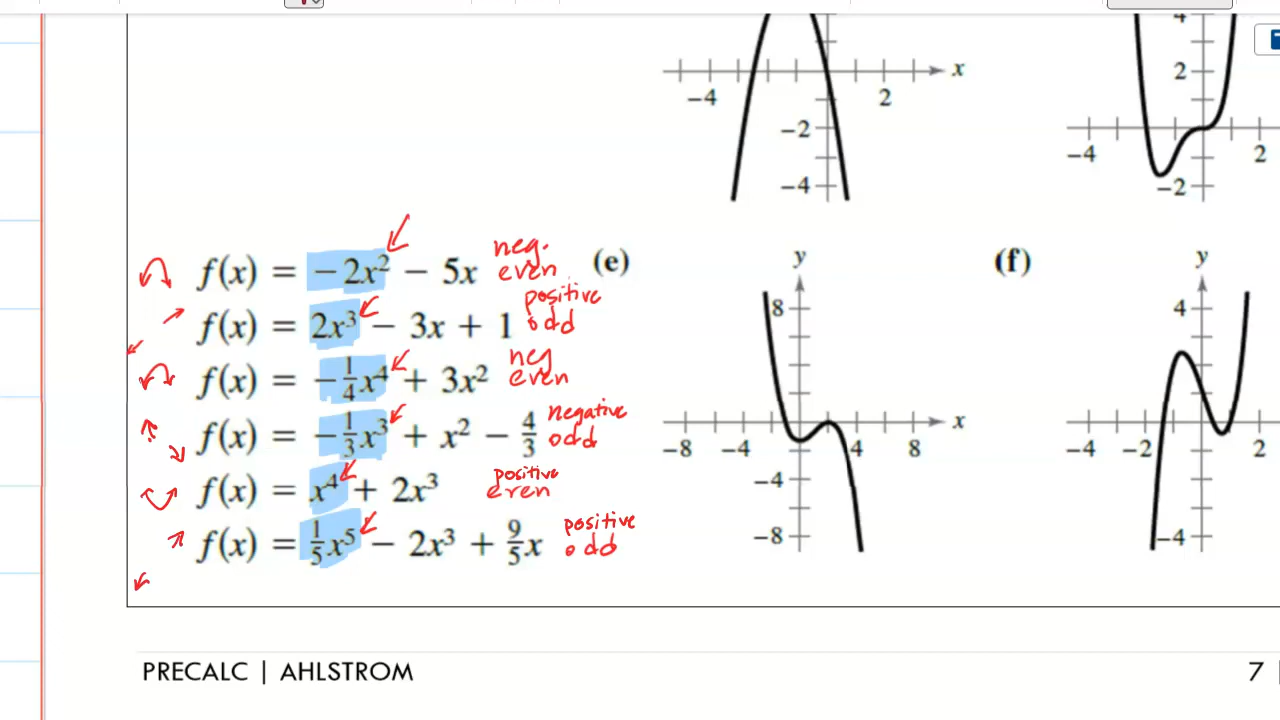 4
x
-4
2
-2
-4
2
-4
2
-2
neg.
f(x) = -2x² - 5x even
positive
f(x) = 2x³ - 3x + 1 odd
neg
f(x) = -1/4x⁴ + 3x² even
negative
f(x) = -1/3x³ + x² - 4/3 odd
positive
f(x) = x⁴ + 2x³ even
positive
f(x) = 1/5x⁵ - 2x³ + 9/5x odd
(e)
y
8
x
-8
-4
4
8
-4
-8
(f)
y
4
-4
-2
2
-4
PRECALC | AHLSTROM
7 |